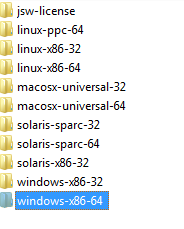 jsw-license
linux-ppc-64
linux-x86-32
linux-x86-64
macosx-universal-32
macosx-universal-64
solaris-sparc-32
solaris-sparc-64
solaris-x86-32
windows-x86-32
windows-x86-64